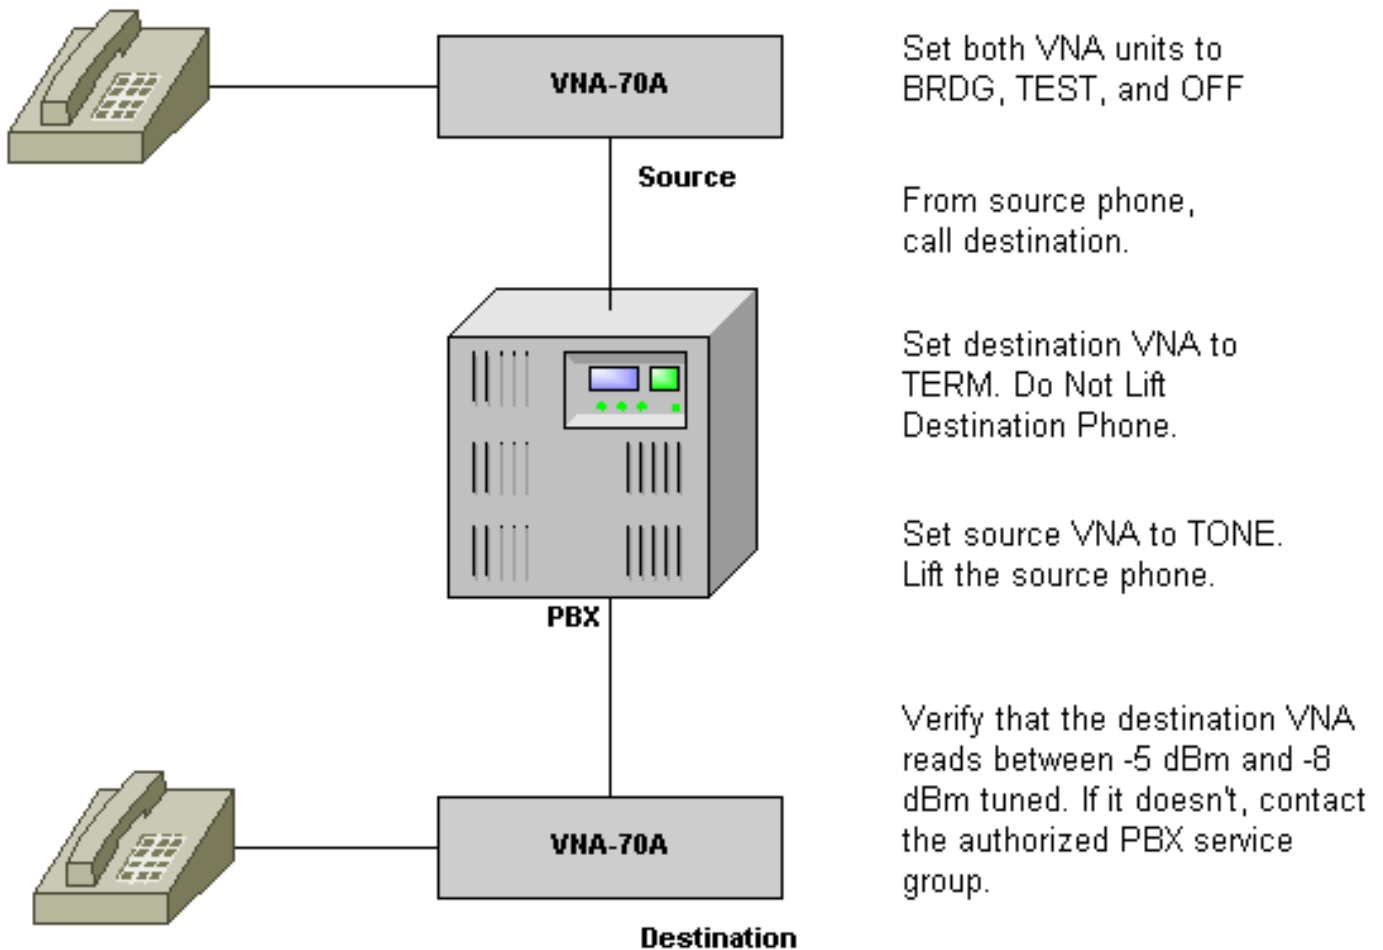 VNA-70A
Source
PBX
VNA-70A
Destination
Set both VNA units to
BRDG, TEST, and OFF
From source phone,
call destination.
Set destination VNA to
TERM. Do Not Lift
Destination Phone.
Set source VNA to TONE.
Lift the source phone.
Verify that the destination VNA
reads between -5 dBm and -8
dBm tuned. If it doesn't, contact
the authorized PBX service
group.